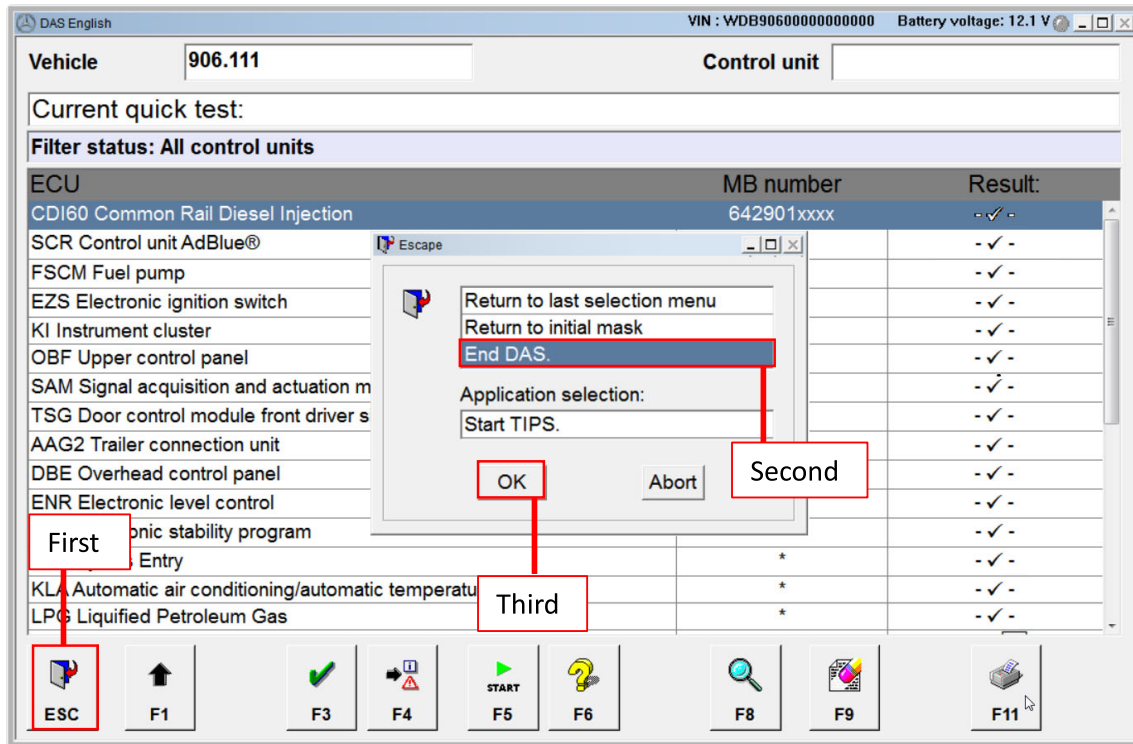 DAS English VIN : WDB90600000000000 Battery voltage: 12.1 V
Vehicle 906.111 Control unit
Current quick test:
Filter status: All control units
ECU MB number Result:
CDI60 Common Rail Diesel Injection 642901xxxx - ✓ -
SCR Control unit AdBlue® - ✓ -
FSCM Fuel pump - ✓ -
EZS Electronic ignition switch - ✓ -
KI Instrument cluster - ✓ -
OBF Upper control panel - ✓ -
SAM Signal acquisition and actuation m - ✓ -
TSG Door control module front driver s - ✓ -
AAG2 Trailer connection unit - ✓ -
DBE Overhead control panel - ✓ -
ENR Electronic level control - ✓ -
onic stability program - ✓ -
Entry * - ✓ -
KLA Automatic air conditioning/automatic temperatu * - ✓ -
LPG Liquified Petroleum Gas * - ✓ -
Escape
Return to last selection menu
Return to initial mask
End DAS.
Application selection:
Start TIPS.
OK Abort
First
Second
Third
ESC F1 F3 F4 START F5 F6 F8 F9 F11